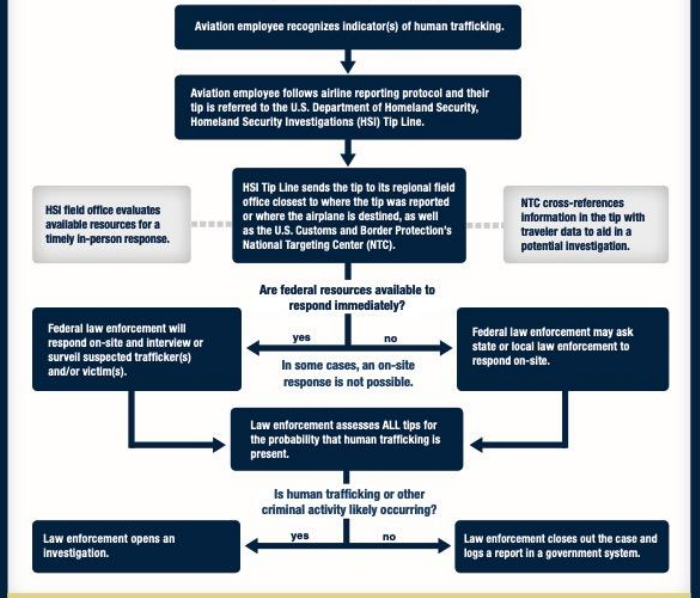 Aviation employee recognizes indicator(s) of human trafficking.
Aviation employee follows airline reporting protocol and their
tip is referred to the U.S. Department of Homeland Security,
Homeland Security Investigations (HSI) Tip Line.
HSI Tip Line sends the tip to its regional field
office closest to where the tip was reported
or where the airplane is destined, as well
as the U.S. Customs and Border Protection's
National Targeting Center (NTC).
HSI field office evaluates
available resources for a
timely in-person response.
NTC cross-references
information in the tip with
traveler data to aid in a
potential investigation.
Are federal resources available to
respond immediately?
yes
no
In some cases, an on-site
response is not possible.
Federal law enforcement will
respond on-site and interview or
surveil suspected trafficker(s)
and/or victim(s).
Federal law enforcement may ask
state or local law enforcement to
respond on-site.
Law enforcement assesses ALL tips for
the probability that human trafficking is
present.
Is human trafficking or other
criminal activity likely occurring?
yes
no
Law enforcement opens an
investigation.
Law enforcement closes out the case and
logs a report in a government system.